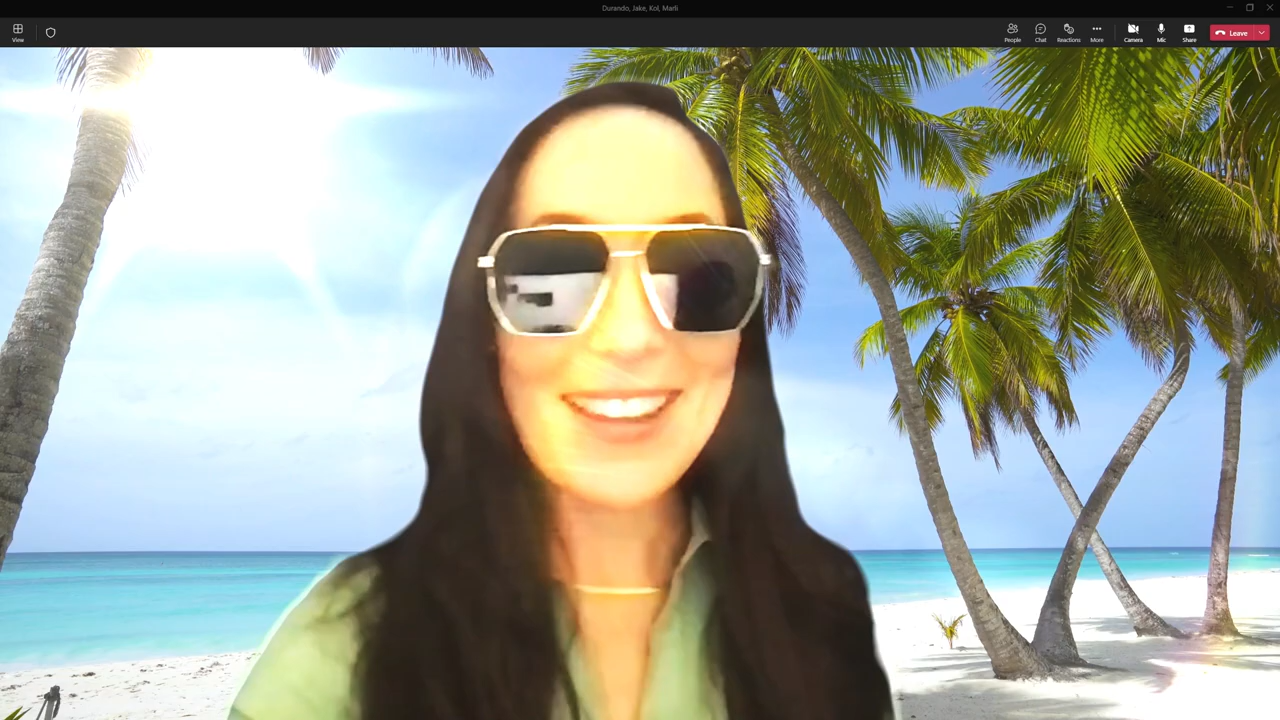 Durando, Jake, Kol, Marli
View
People
Chat
Reactions
More
Camera
Mic
Share
Leave